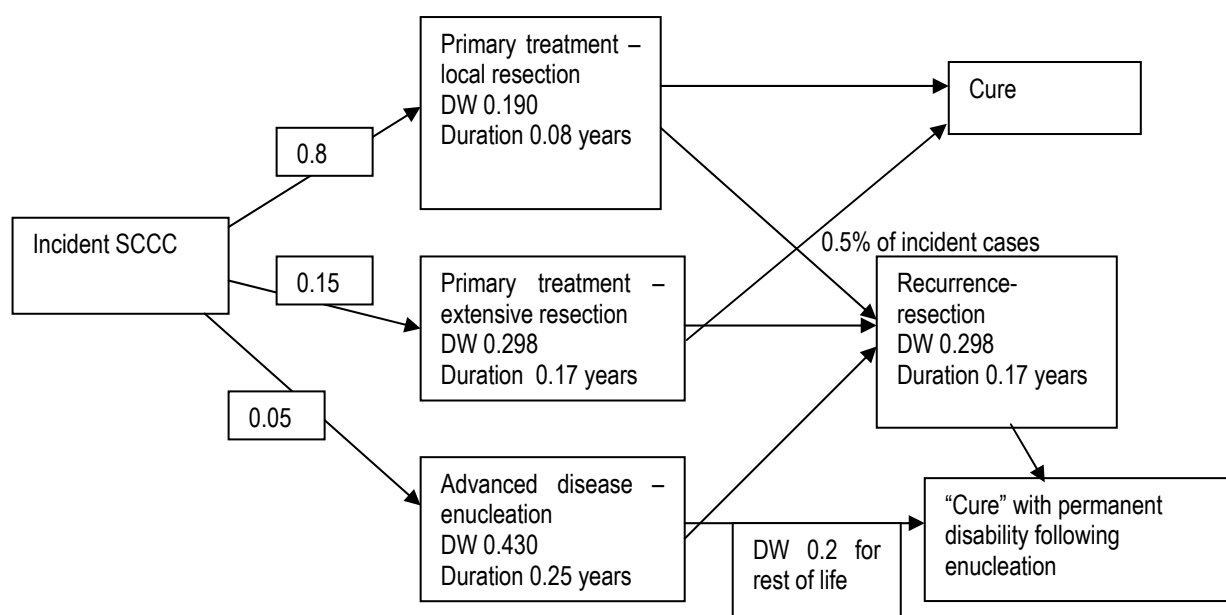 Incident SCCC
0.8
0.15
0.05
Primary treatment –
local resection
DW 0.190
Duration 0.08 years
Primary treatment –
extensive resection
DW 0.298
Duration 0.17 years
Advanced disease –
enucleation
DW 0.430
Duration 0.25 years
Cure
0.5% of incident cases
Recurrence-
resection
DW 0.298
Duration 0.17 years
DW 0.2 for
rest of life
“Cure” with permanent
disability following
enucleation